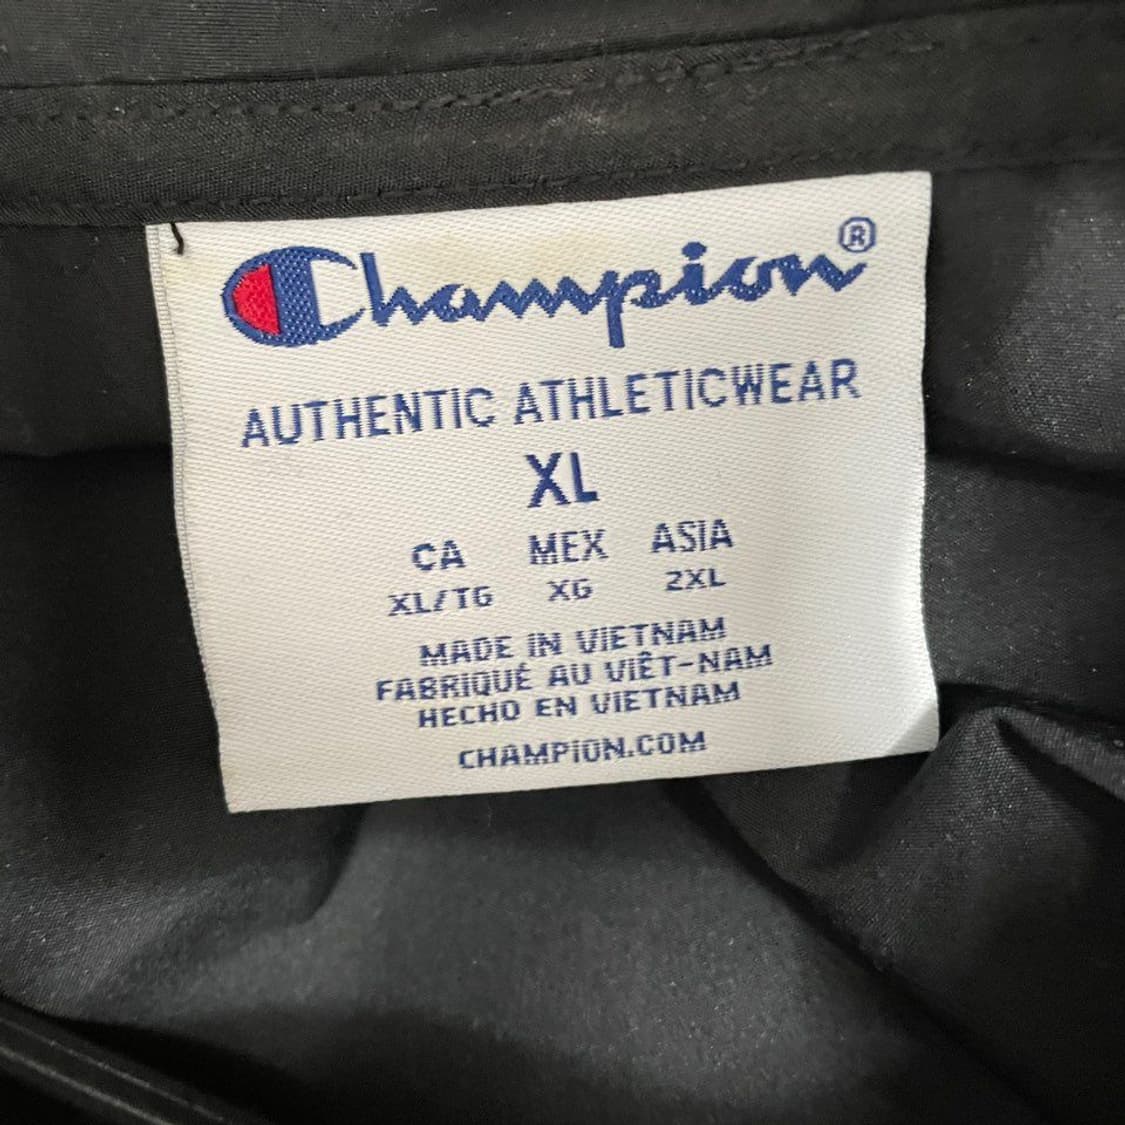 Champion®
AUTHENTIC ATHLETICWEAR
XL
CA MEX ASIA
XL/TG XG 2XL
MADE IN VIETNAM
FABRIQUÉ AU VIÊT-NAM
HECHO EN VIETNAM
CHAMPION.COM